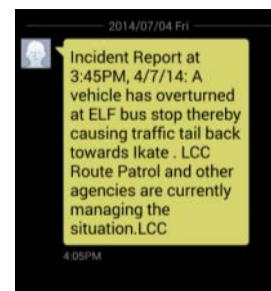 2014/07/04 Fri
Incident Report at
3:45PM, 4/7/14: A
vehicle has overturned
at ELF bus stop thereby
causing traffic tail back
towards Ikate . LCC
Route Patrol and other
agencies are currently
managing the
situation.LCC
4:05PM